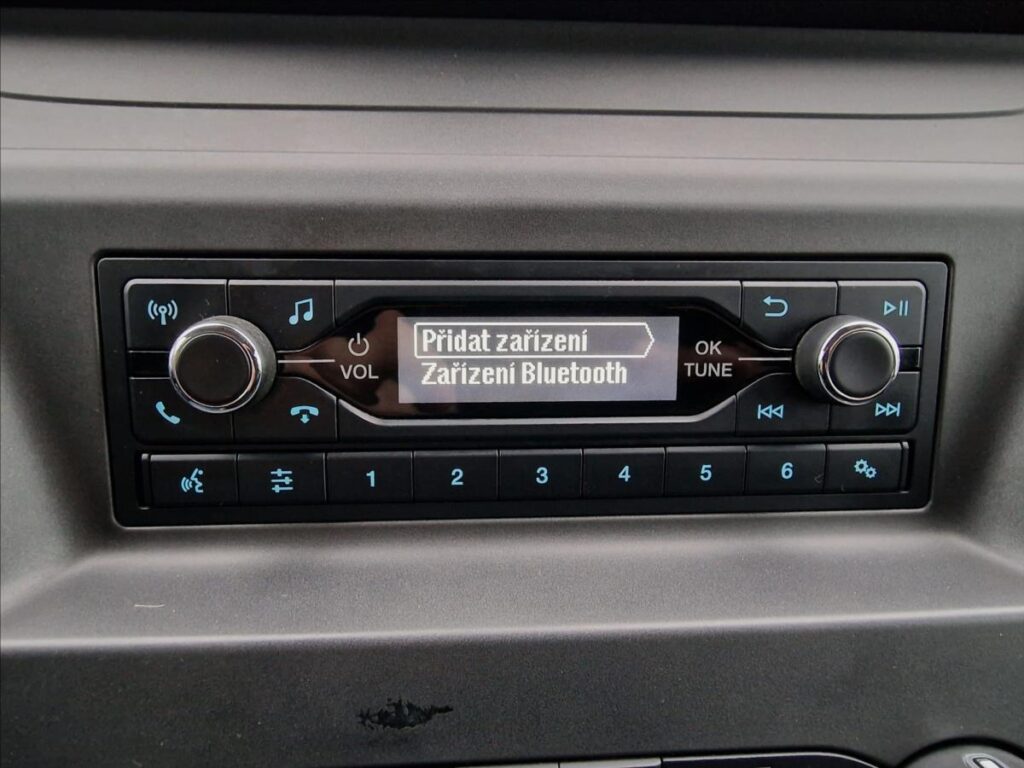 Přidat zařízení
Zařízení Bluetooth
VOL
OK
TUNE
1 2 3 4 5 6